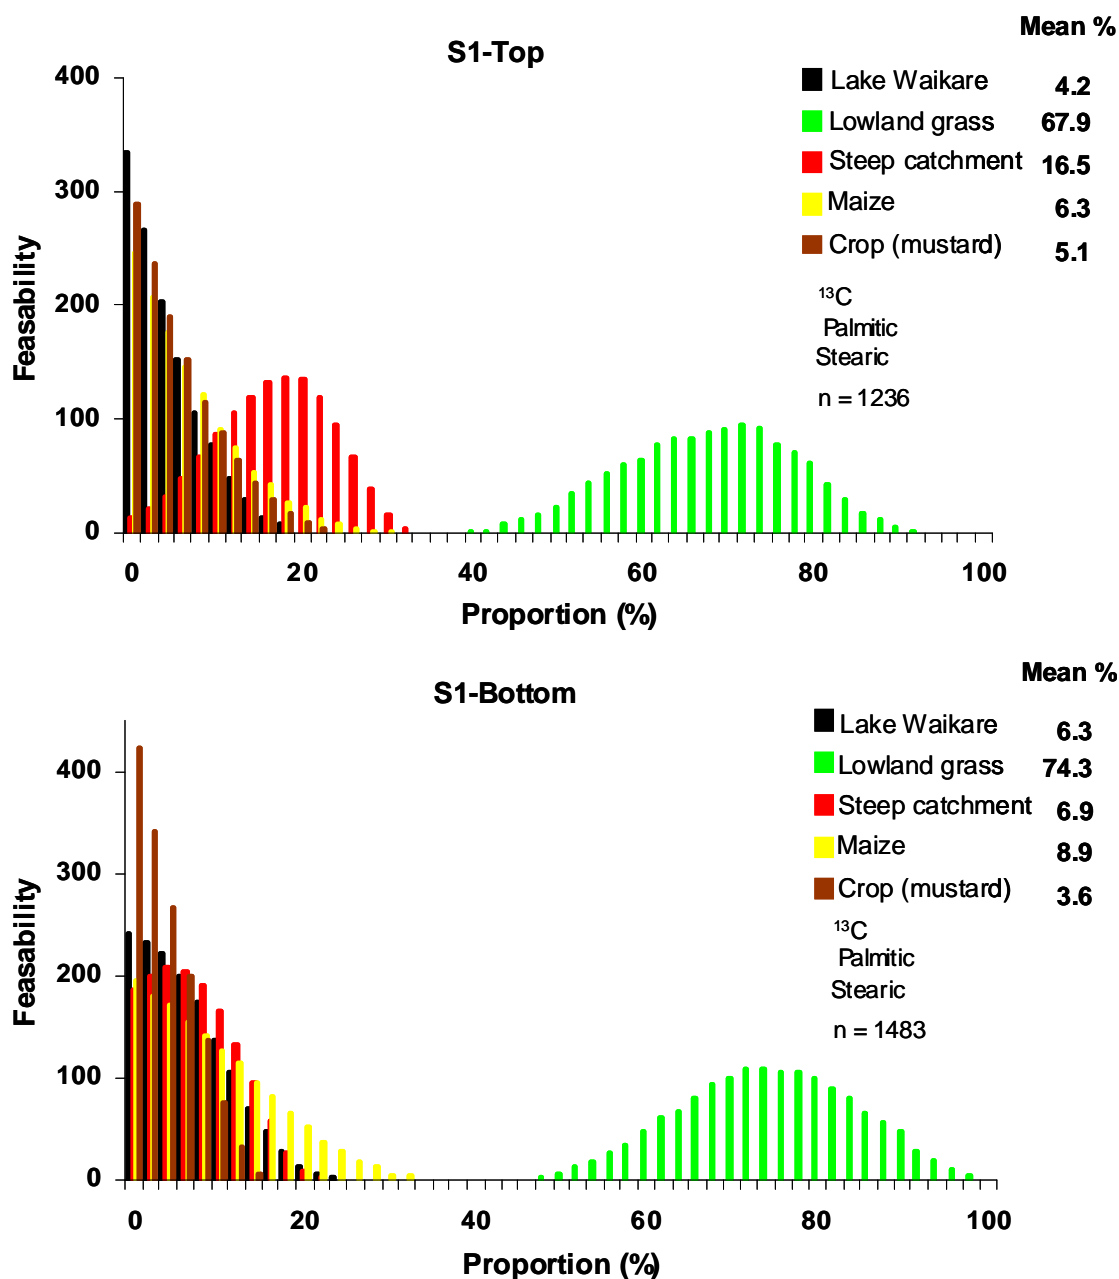 Mean %
S1-Top
400
Lake Waikare 4.2
Lowland grass 67.9
Steep catchment 16.5
Maize 6.3
Crop (mustard) 5.1
300
200
100
0
Feasability
13C
Palmitic
Stearic
n = 1236
0 20 40 60 80 100
Proportion (%)
Mean %
S1-Bottom
Lake Waikare 6.3
Lowland grass 74.3
Steep catchment 6.9
Maize 8.9
Crop (mustard) 3.6
400
300
200
100
0
Feasability
13C
Palmitic
Stearic
n = 1483
0 20 40 60 80 100
Proportion (%)